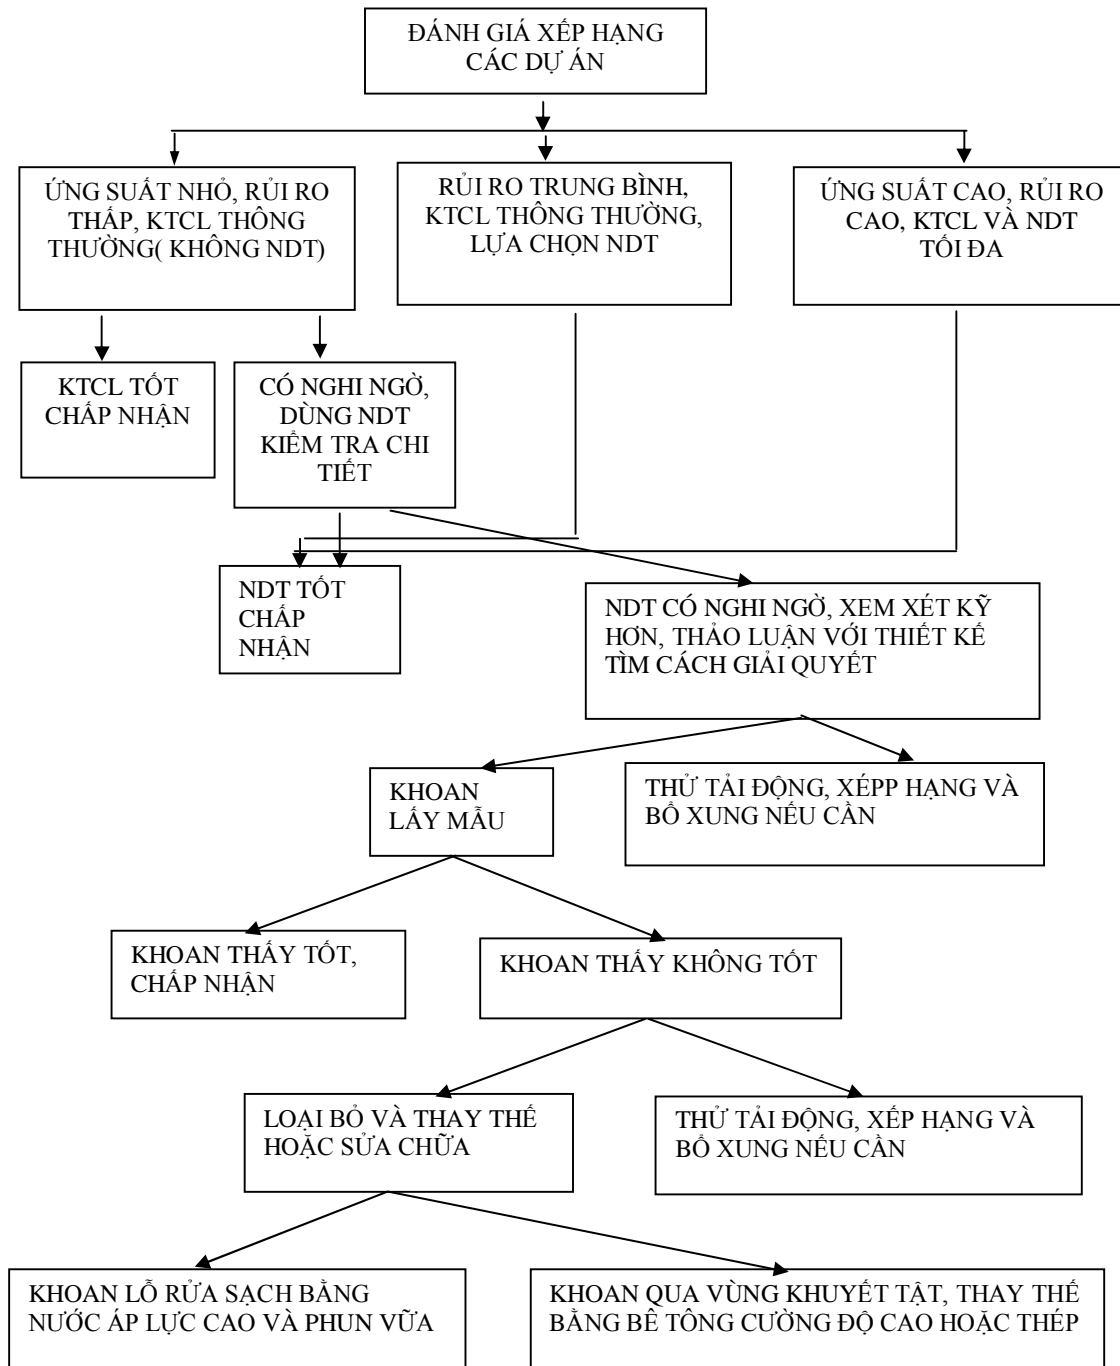 ĐÁNH GIÁ XẾP HẠNG
CÁC DỰ ÁN
ỨNG SUẤT NHỎ, RỦI RO
THẤP, KTCL THÔNG
THƯỜNG( KHÔNG NDT)
RỦI RO TRUNG BÌNH,
KTCL THÔNG THƯỜNG,
LỰA CHỌN NDT
ỨNG SUẤT CAO, RỦI RO
CAO, KTCL VÀ NDT
TỐI ĐA
KTCL TỐT
CHẤP NHẬN
CÓ NGHI NGỜ,
DÙNG NDT
KIỂM TRA CHI
TIẾT
NDT TỐT
CHẤP
NHẬN
NDT CÓ NGHI NGỜ, XEM XÉT KỸ
HƠN, THẢO LUẬN VỚI THIẾT KẾ
TÌM CÁCH GIẢI QUYẾT
KHOAN
LẤY MẪU
THỬ TẢI ĐỘNG, XÉPP HẠNG VÀ
BỔ XUNG NẾU CẦN
KHOAN THẤY TỐT,
CHẤP NHẬN
KHOAN THẤY KHÔNG TỐT
LOẠI BỎ VÀ THAY THẾ
HOẶC SỬA CHỮA
THỬ TẢI ĐỘNG, XẾP HẠNG VÀ
BỔ XUNG NẾU CẦN
KHOAN LỖ RỬA SẠCH BẰNG
NƯỚC ÁP LỰC CAO VÀ PHUN VỮA
KHOAN QUA VÙNG KHUYẾT TẬT, THAY THẾ
BẰNG BÊ TÔNG CƯỜNG ĐỘ CAO HOẶC THÉP